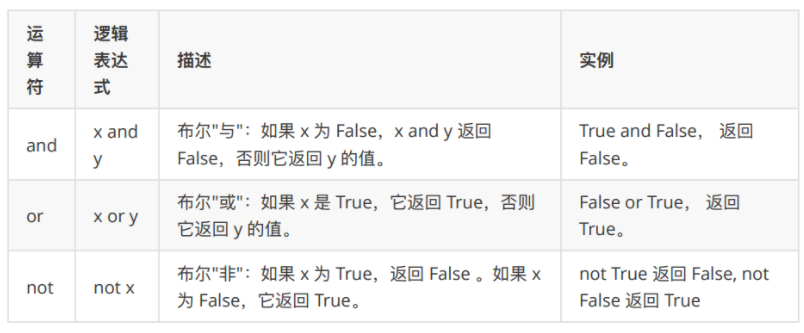 运
算
符
逻辑
表达
式
描述
实例
and
x and
y
布尔"与"：如果 x 为 False，x and y 返回
False，否则它返回 y 的值。
True and False， 返回
False。
or
x or y
布尔"或"：如果 x 是 True，它返回 True，否则
它返回 y 的值。
False or True， 返回
True。
not
not x
布尔"非"：如果 x 为 True，返回 False 。如果 x
为 False，它返回 True。
not True 返回 False, not
False 返回 True